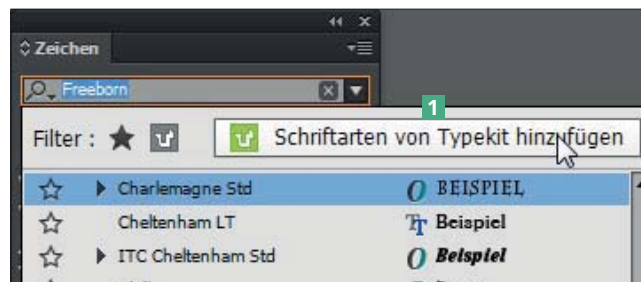 Zeichen
Freeborn
1
Filter : Schriftarten von Typekit hinzufügen
Charlemagne Std BEISPIEL
Cheltenham LT Beispiel
ITC Cheltenham Std Beispiel